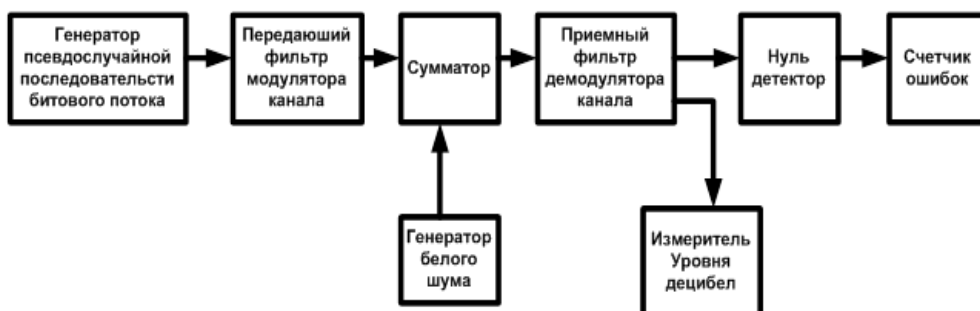 Генератор
псевдослучайной
последовательсти
битового потока
Передаюший
фильтр
модулятора
канала
Сумматор
Приемный
фильтр
демодулятора
канала
Нуль
детектор
Счетчик
ошибок
Генератор
белого
шума
Измеритель
Уровня
децибел